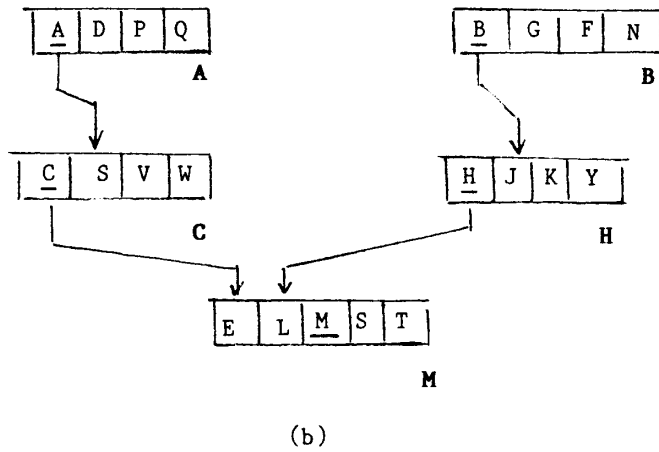 A D P Q
A
B G F N
B
C S V W
C
H J K Y
H
E L M S T
M
(b)